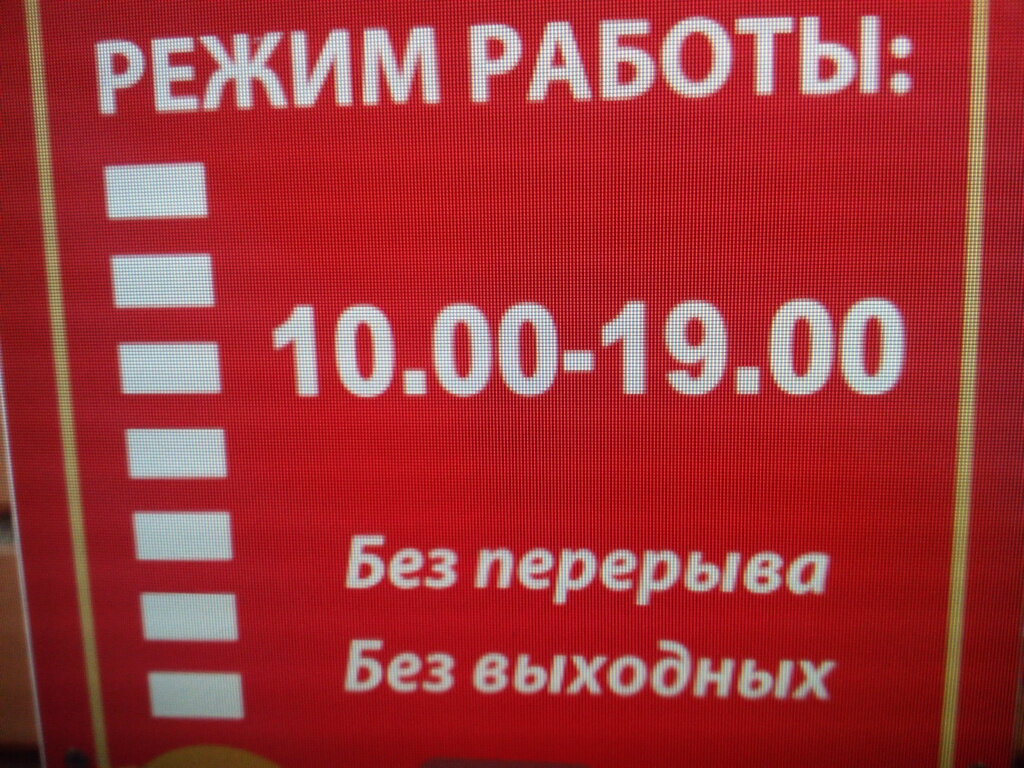 РЕЖИМ РАБОТЫ:
10.00-19.00
Без перерыва
Без выходных